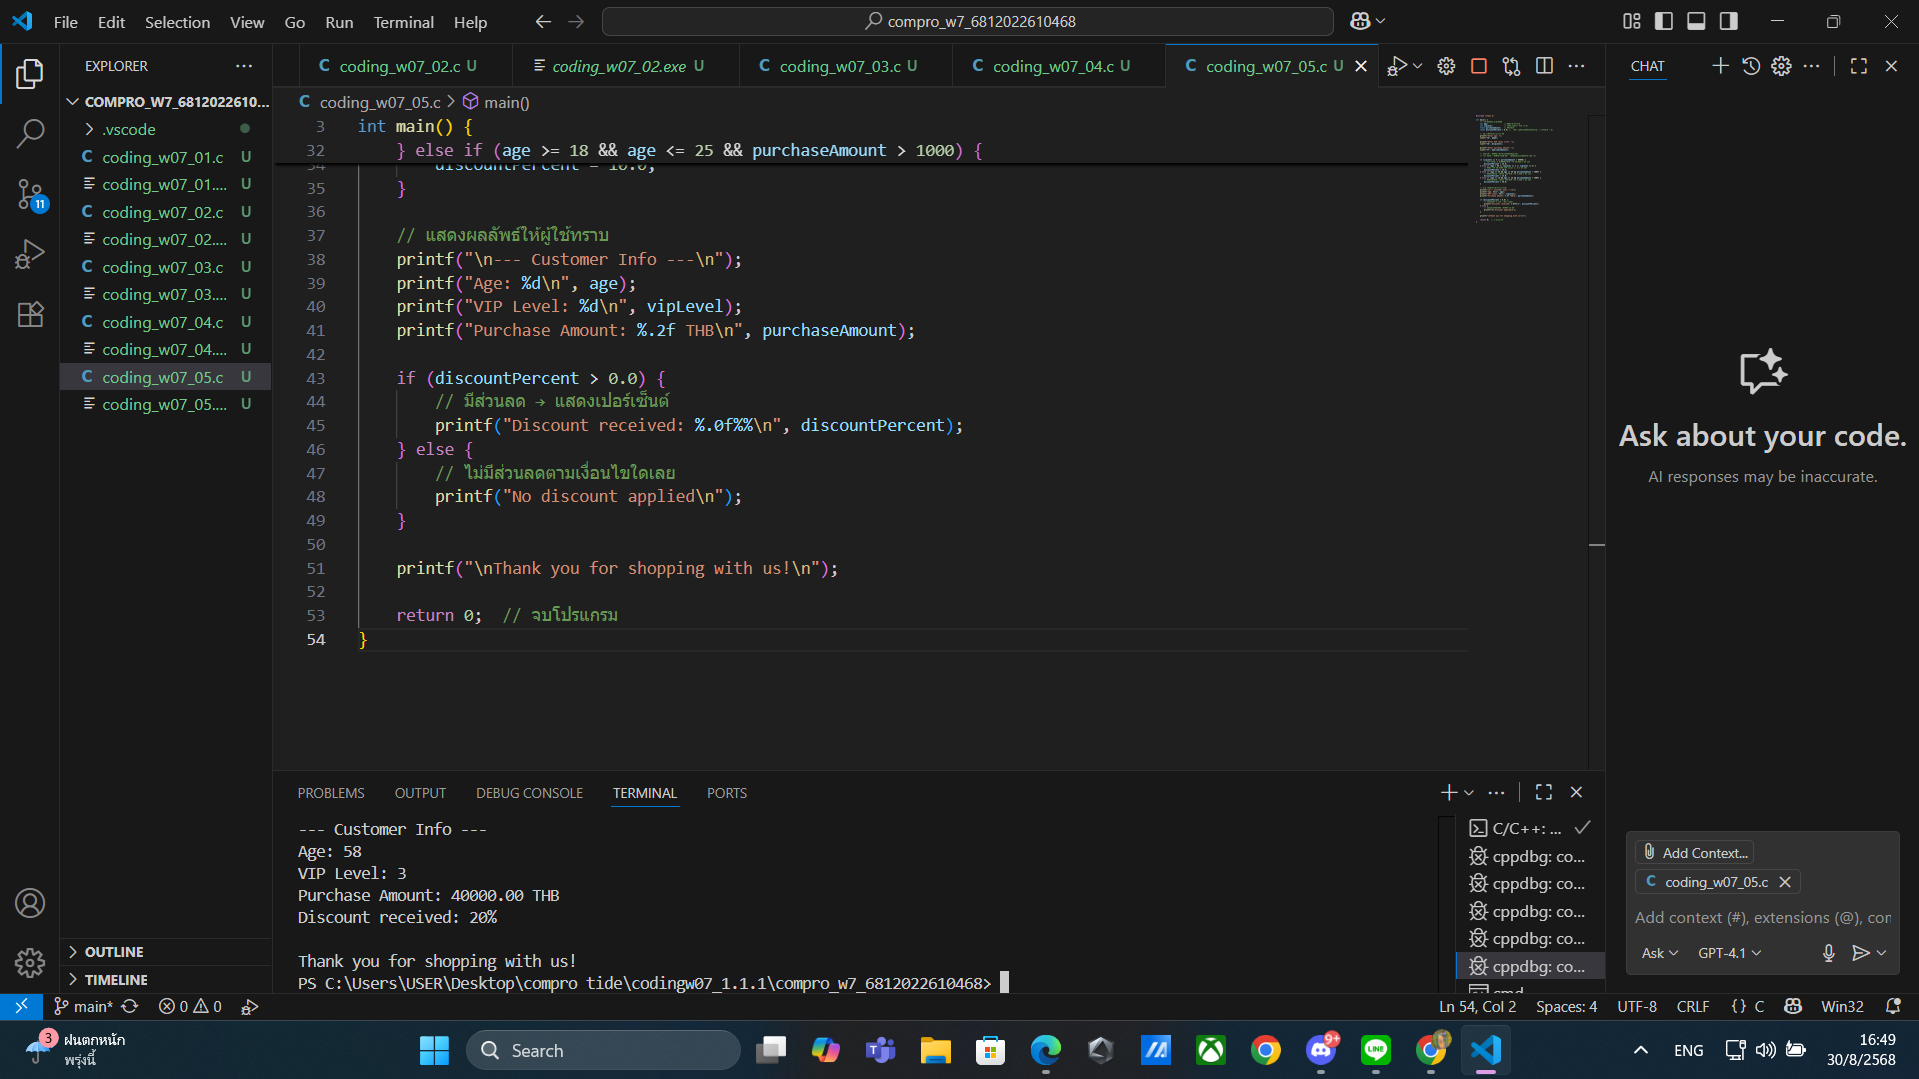 File Edit Selection View Go Run Terminal Help
compro_w7_6812022610468
EXPLORER
COMPRO_W7_6812022610...
.vscode
coding_w07_01.c U
coding_w07_01.... U
coding_w07_02.c U
coding_w07_02.... U
coding_w07_03.c U
coding_w07_03.... U
coding_w07_04.c U
coding_w07_04.... U
coding_w07_05.c U
coding_w07_05.... U
11
OUTLINE
TIMELINE
C coding_w07_02.c U
coding_w07_02.exe U
C coding_w07_03.c U
C coding_w07_04.c U
C coding_w07_05.c U
C coding_w07_05.c > main()
3 int main() {
32 } else if (age >= 18 && age <= 25 && purchaseAmount > 1000) {
34 discountPercent = 10.0;
35 }
36
37 // แสดงผลลัพธ์ให้ผู้ใช้ทราบ
38 printf("\n--- Customer Info ---\n");
39 printf("Age: %d\n", age);
40 printf("VIP Level: %d\n", vipLevel);
41 printf("Purchase Amount: %.2f THB\n", purchaseAmount);
42
43 if (discountPercent > 0.0) {
44 // มีส่วนลด → แสดงเปอร์เซ็นต์
45 printf("Discount received: %.0f%%\n", discountPercent);
46 } else {
47 // ไม่มีส่วนลดตามเงื่อนไขใดเลย
48 printf("No discount applied\n");
49 }
50
51 printf("\nThank you for shopping with us!\n");
52
53 return 0; // จบโปรแกรม
54 }
PROBLEMS OUTPUT DEBUG CONSOLE TERMINAL PORTS
--- Customer Info ---
Age: 58
VIP Level: 3
Purchase Amount: 40000.00 THB
Discount received: 20%
Thank you for shopping with us!
PS C:\Users\USER\Desktop\compro tide\codingw07_1.1.1\compro_w7_6812022610468>
C/C++: ...
cppdbg: co...
cppdbg: co...
cppdbg: co...
cppdbg: co...
cppdbg: co...
cmd
CHAT
Ask about your code.
AI responses may be inaccurate.
Add Context...
C coding_w07_05.c
Add context (#), extensions (@), com
Ask GPT-4.1
main* 0 0
Ln 54, Col 2 Spaces: 4 UTF-8 CRLF {} C Win32
3 ฝนตกหนัก
พรุ่งนี้
Search
9+
ENG
16:49
30/8/2568